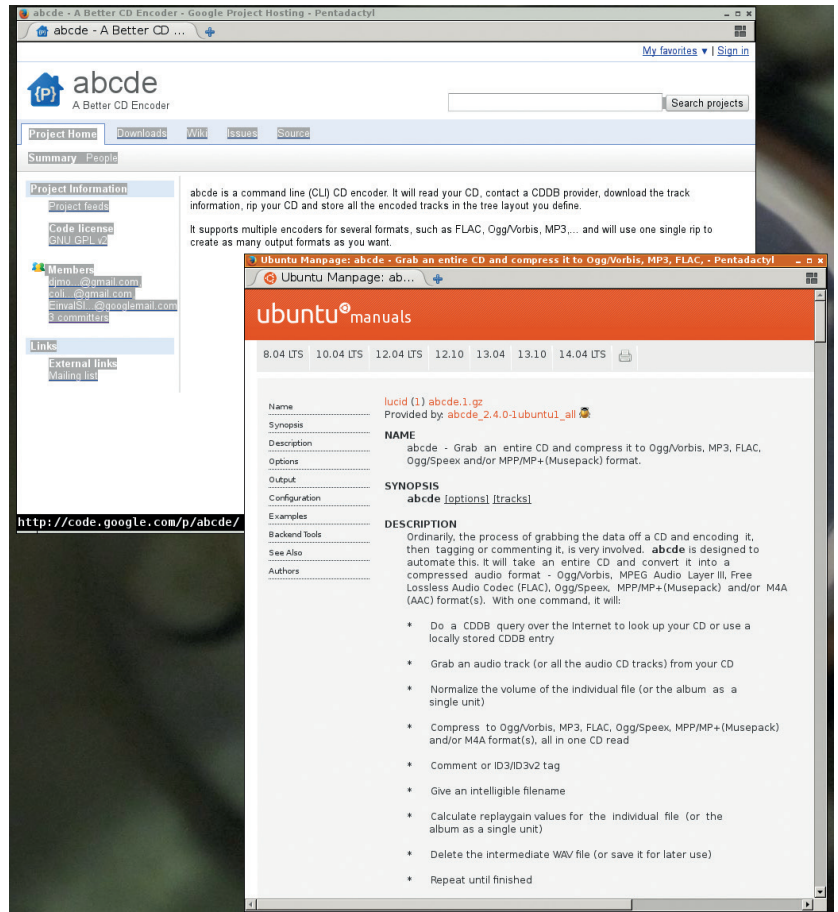 abcde - A Better CD Encoder - Google Project Hosting - Pentadactyl
abcde - A Better CD ...
My favorites ▼ | Sign in
{P}
abcde
A Better CD Encoder
Search projects
Project Home Downloads Wiki Issues Source
Summary People
Project Information
Project feeds
Code license
GNU GPL v2
Members
djmo...@gmail.com,
coli...@gmail.com,
EinvalSI...@googlemail.com
3 committers
Links
External links
Mailing list
abcde is a command line (CLI) CD encoder. It will read your CD, contact a CDDB provider, download the track
information, rip your CD and store all the encoded tracks in the tree layout you define.
It supports multiple encoders for several formats, such as FLAC, Ogg/Vorbis, MP3,... and will use one single rip to
create as many output formats as you want.
http://code.google.com/p/abcde/
Ubuntu Manpage: abcde - Grab an entire CD and compress it to Ogg/Vorbis, MP3, FLAC, - Pentadactyl
Ubuntu Manpage: ab...
ubuntu manuals
8.04 LTS 10.04 LTS 12.04 LTS 12.10 13.04 13.10 14.04 LTS
Name
Synopsis
Description
Options
Output
Configuration
Examples
Backend Tools
See Also
Authors
lucid (1) abcde.1.gz
Provided by: abcde_2.4.0-1ubuntu1_all
NAME
abcde - Grab an entire CD and compress it to Ogg/Vorbis, MP3, FLAC,
Ogg/Speex and/or MPP/MP+(Musepack) format.
SYNOPSIS
abcde [options] [tracks]
DESCRIPTION
Ordinarily, the process of grabbing the data off a CD and encoding it,
then tagging or commenting it, is very involved. abcde is designed to
automate this. It will take an entire CD and convert it into a
compressed audio format - Ogg/Vorbis, MPEG Audio Layer III, Free
Lossless Audio Codec (FLAC), Ogg/Speex, MPP/MP+(Musepack) and/or M4A
(AAC) format(s). With one command, it will:
* Do a CDDB query over the Internet to look up your CD or use a
locally stored CDDB entry
* Grab an audio track (or all the audio CD tracks) from your CD
* Normalize the volume of the individual file (or the album as a
single unit)
* Compress to Ogg/Vorbis, MP3, FLAC, Ogg/Speex, MPP/MP+(Musepack)
and/or M4A format(s), all in one CD read
* Comment or ID3/ID3v2 tag
* Give an intelligible filename
* Calculate replaygain values for the individual file (or the
album as a single unit)
* Delete the intermediate WAV file (or save it for later use)
* Repeat until finished